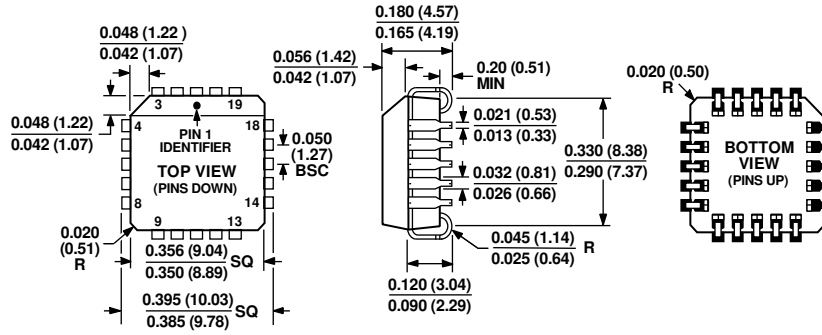 0.048 (1.22)
0.042 (1.07)
0.048 (1.22)
0.042 (1.07)
3
19
4
18
PIN 1
IDENTIFIER
TOP VIEW
(PINS DOWN)
8
14
9
13
0.050
(1.27)
BSC
0.020
(0.51)
R
0.356 (9.04)
0.350 (8.89)
SQ
0.395 (10.03)
0.385 (9.78)
SQ
0.180 (4.57)
0.165 (4.19)
0.056 (1.42)
0.042 (1.07)
0.20 (0.51)
MIN
0.021 (0.53)
0.013 (0.33)
0.032 (0.81)
0.026 (0.66)
0.330 (8.38)
0.290 (7.37)
0.045 (1.14)
0.025 (0.64)
R
0.120 (3.04)
0.090 (2.29)
0.020 (0.50)
R
BOTTOM
VIEW
(PINS UP)